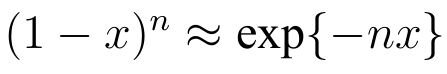 (1 − x)ⁿ ≈ exp{−nx}